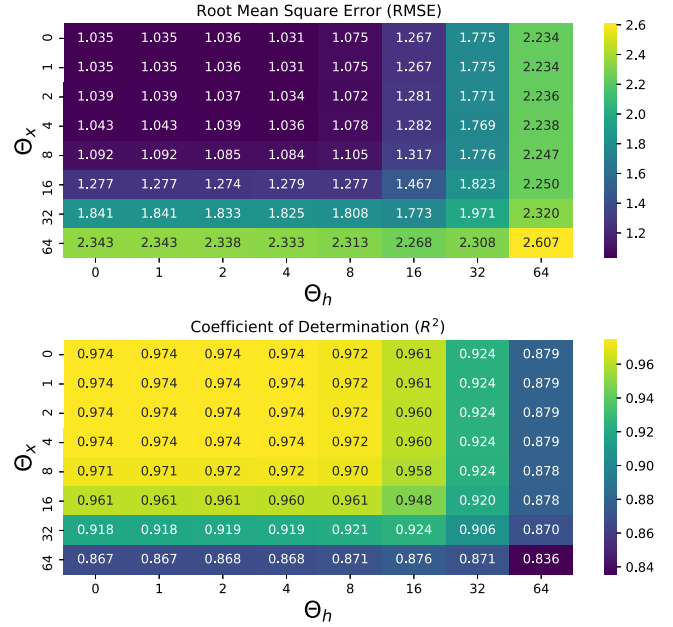 Root Mean Square Error (RMSE)
0 1.035 1.035 1.036 1.031 1.075 1.267 1.775 2.234
1 1.035 1.035 1.036 1.031 1.075 1.267 1.775 2.234
2 1.039 1.039 1.037 1.034 1.072 1.281 1.771 2.236
4 1.043 1.043 1.039 1.036 1.078 1.282 1.769 2.238
8 1.092 1.092 1.085 1.084 1.105 1.317 1.776 2.247
16 1.277 1.277 1.274 1.279 1.277 1.467 1.823 2.250
32 1.841 1.841 1.833 1.825 1.808 1.773 1.971 2.320
64 2.343 2.343 2.338 2.333 2.313 2.268 2.308 2.607
0 1 2 4 8 16 32 64
Θx
Θh
2.6
2.4
2.2
2.0
1.8
1.6
1.4
1.2
Coefficient of Determination (R²)
0 0.974 0.974 0.974 0.974 0.972 0.961 0.924 0.879
1 0.974 0.974 0.974 0.974 0.972 0.961 0.924 0.879
2 0.974 0.974 0.974 0.974 0.972 0.960 0.924 0.879
4 0.974 0.974 0.974 0.974 0.972 0.960 0.924 0.879
8 0.971 0.971 0.972 0.972 0.970 0.958 0.924 0.878
16 0.961 0.961 0.961 0.960 0.961 0.948 0.920 0.878
32 0.918 0.918 0.919 0.919 0.921 0.924 0.906 0.870
64 0.867 0.867 0.868 0.868 0.871 0.876 0.871 0.836
0 1 2 4 8 16 32 64
Θx
Θh
0.96
0.94
0.92
0.90
0.88
0.86
0.84